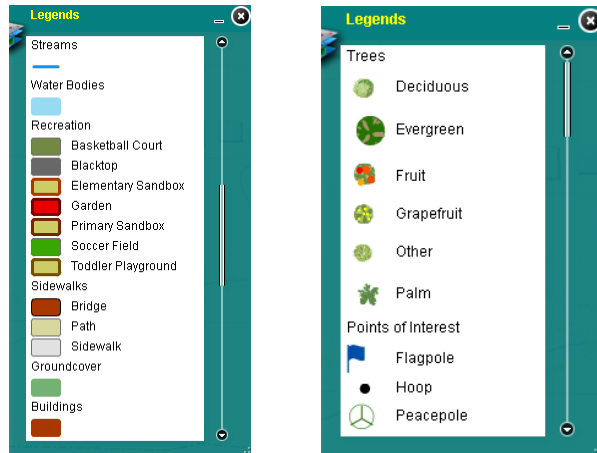 Legends
Streams
Water Bodies
Recreation
Basketball Court
Blacktop
Elementary Sandbox
Garden
Primary Sandbox
Soccer Field
Toddler Playground
Sidewalks
Bridge
Path
Sidewalk
Groundcover
Buildings
Legends
Trees
Deciduous
Evergreen
Fruit
Grapefruit
Other
Palm
Points of Interest
Flagpole
Hoop
Peacepole